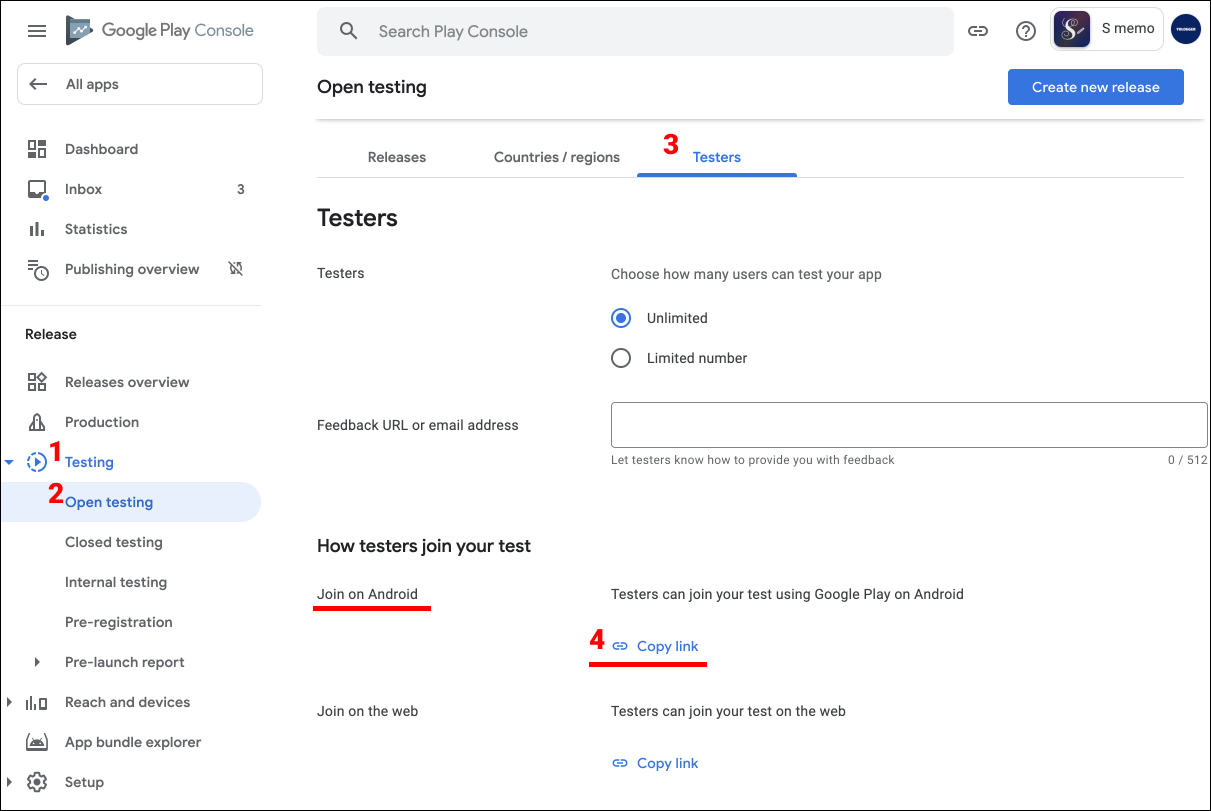 Google Play Console
Search Play Console
S memo
All apps
Open testing
Create new release
Dashboard
Inbox 3
Statistics
Publishing overview
Release
Releases overview
Production
1 Testing
2 Open testing
Closed testing
Internal testing
Pre-registration
Pre-launch report
Reach and devices
App bundle explorer
Setup
Releases
Countries / regions
3 Testers
Testers
Testers
Choose how many users can test your app
Unlimited
Limited number
Feedback URL or email address
Let testers know how to provide you with feedback
0 / 512
How testers join your test
Join on Android
Testers can join your test using Google Play on Android
4 Copy link
Join on the web
Testers can join your test on the web
Copy link